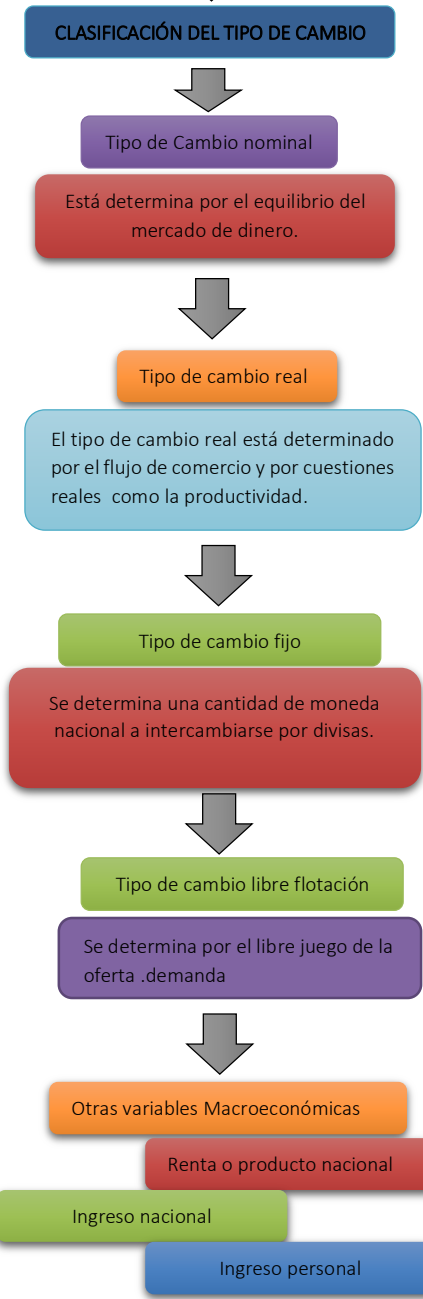 CLASIFICACIÓN DEL TIPO DE CAMBIO
Tipo de Cambio nominal
Está determina por el equilibrio del
mercado de dinero.
Tipo de cambio real
El tipo de cambio real está determinado
por el flujo de comercio y por cuestiones
reales como la productividad.
Tipo de cambio fijo
Se determina una cantidad de moneda
nacional a intercambiarse por divisas.
Tipo de cambio libre flotación
Se determina por el libre juego de la
oferta .demanda
Otras variables Macroeconómicas
Renta o producto nacional
Ingreso nacional
Ingreso personal